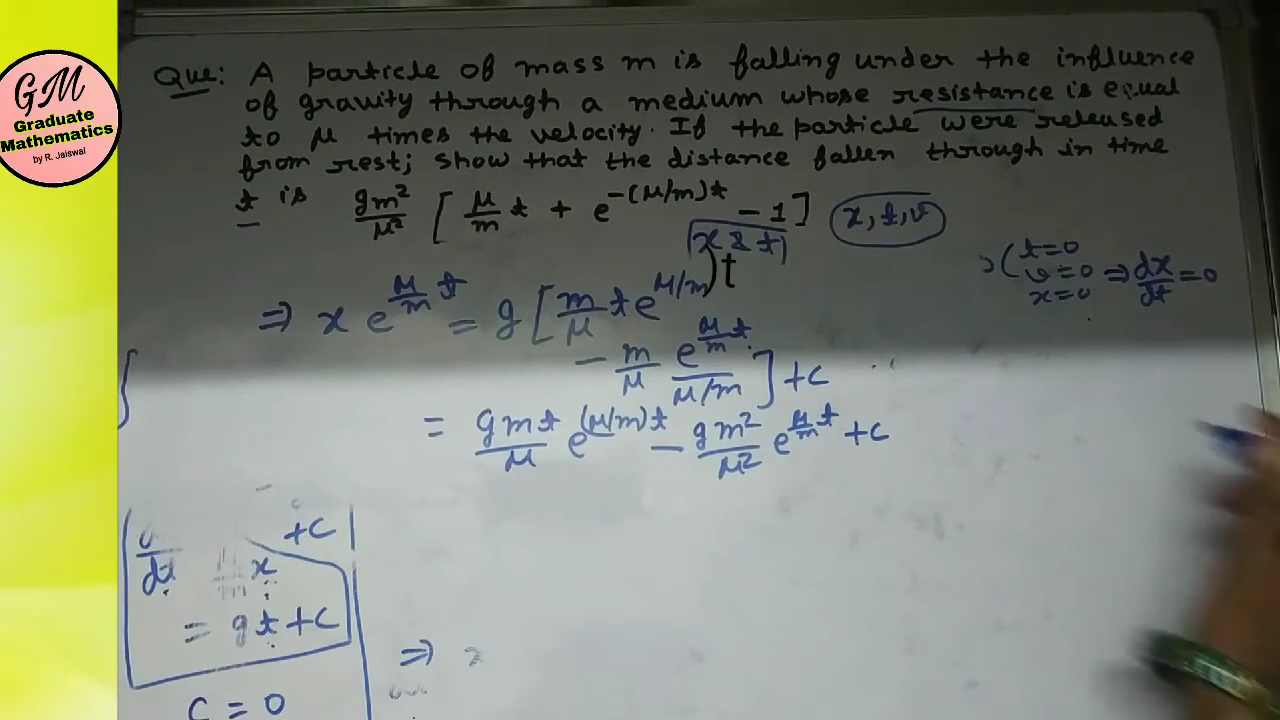 GM
Graduate
Mathematics
by R. Jaiswal
Que: A particle of mass m is falling under the influence
of gravity through a medium whose resistance is equal
to μ times the velocity. If the particle were released
from rest; show that the distance fallen through in time
t is gm²/μ² [ μ/m t + e^-(μ/m)t - 1 ] (x, t, v)
x & t
t=0
v=0 ⇒ dx/dt = 0
x=0
⇒ x e^(μ/m t) = g [ m/μ t e^(μ/m)t
- m/μ e^(μ/m t)/(μ/m) ] + c
= gmt/μ e^(μ/m)t - gm²/μ² e^(μ/m t) + c
+c
dt x
= gt + c
⇒
c = 0